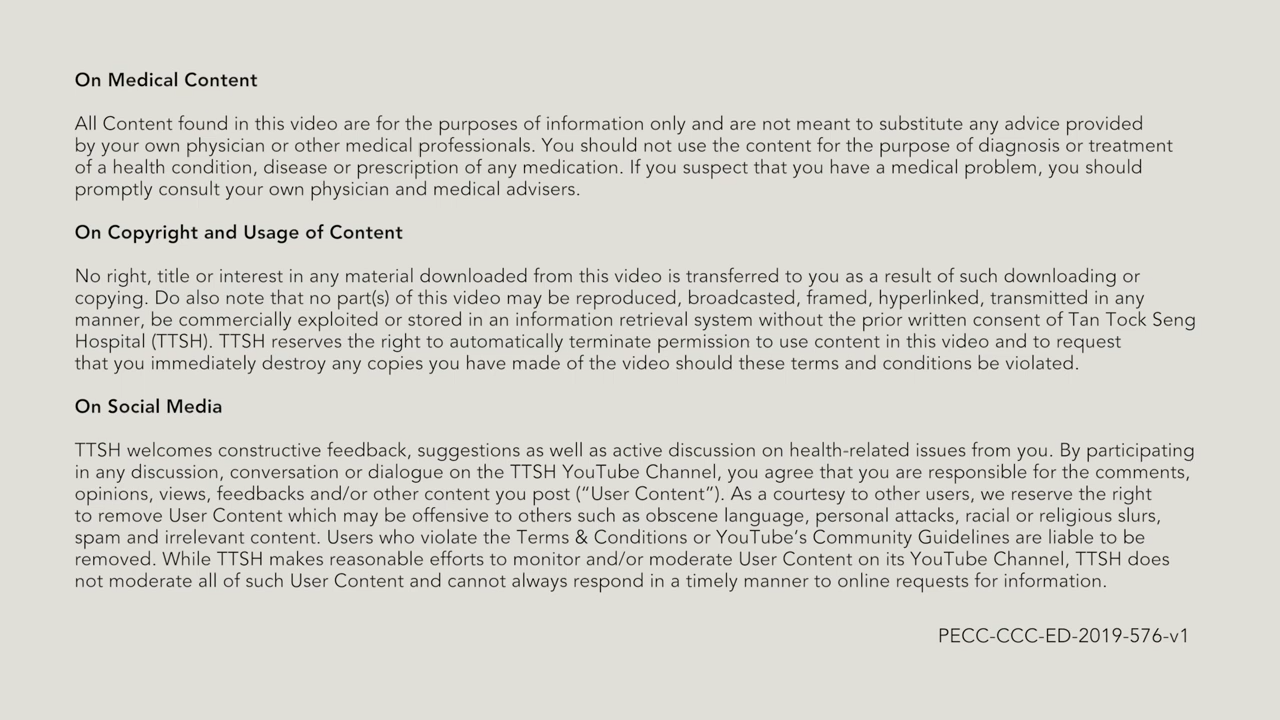 On Medical Content
All Content found in this video are for the purposes of information only and are not meant to substitute any advice provided
by your own physician or other medical professionals. You should not use the content for the purpose of diagnosis or treatment
of a health condition, disease or prescription of any medication. If you suspect that you have a medical problem, you should
promptly consult your own physician and medical advisers.
On Copyright and Usage of Content
No right, title or interest in any material downloaded from this video is transferred to you as a result of such downloading or
copying. Do also note that no part(s) of this video may be reproduced, broadcasted, framed, hyperlinked, transmitted in any
manner, be commercially exploited or stored in an information retrieval system without the prior written consent of Tan Tock Seng
Hospital (TTSH). TTSH reserves the right to automatically terminate permission to use content in this video and to request
that you immediately destroy any copies you have made of the video should these terms and conditions be violated.
On Social Media
TTSH welcomes constructive feedback, suggestions as well as active discussion on health-related issues from you. By participating
in any discussion, conversation or dialogue on the TTSH YouTube Channel, you agree that you are responsible for the comments,
opinions, views, feedbacks and/or other content you post (“User Content”). As a courtesy to other users, we reserve the right
to remove User Content which may be offensive to others such as obscene language, personal attacks, racial or religious slurs,
spam and irrelevant content. Users who violate the Terms & Conditions or YouTube’s Community Guidelines are liable to be
removed. While TTSH makes reasonable efforts to monitor and/or moderate User Content on its YouTube Channel, TTSH does
not moderate all of such User Content and cannot always respond in a timely manner to online requests for information.
PECC-CCC-ED-2019-576-v1